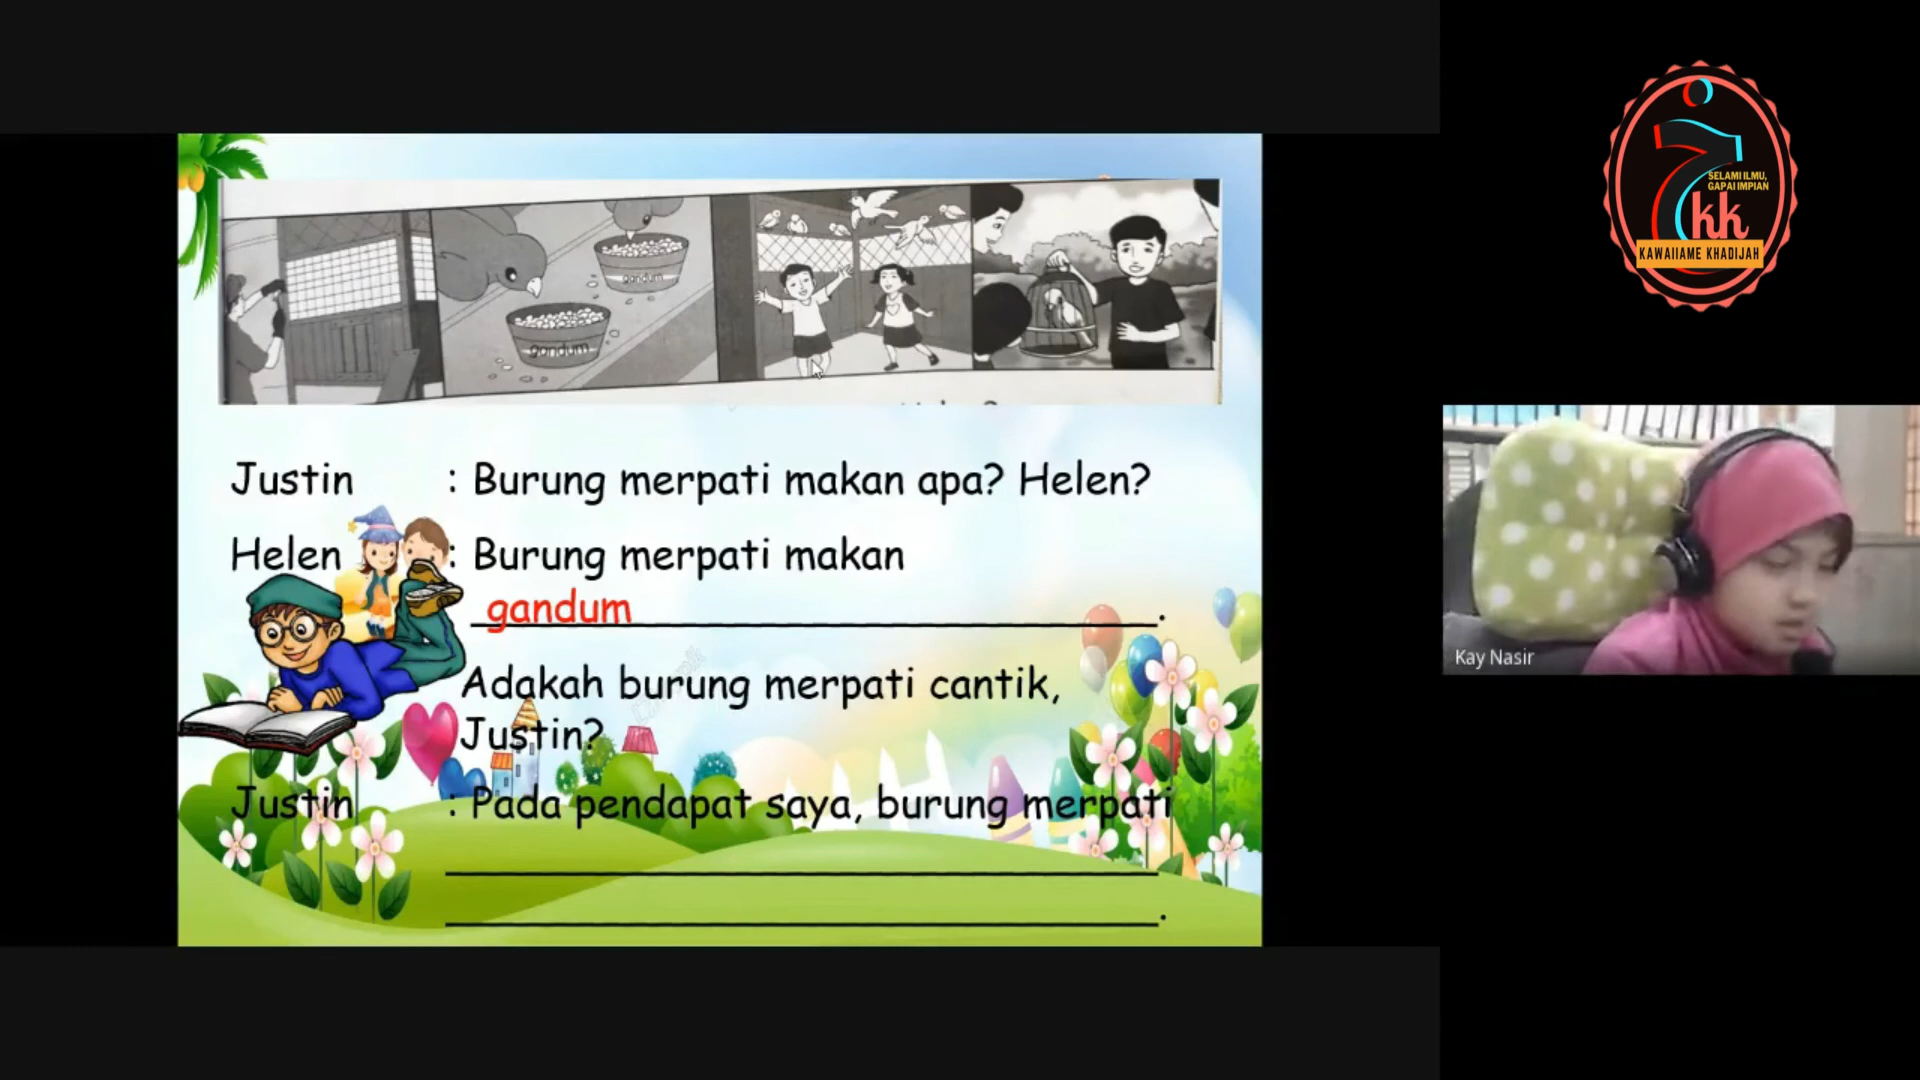 gandum
gandum
Justin : Burung merpati makan apa? Helen?
Helen : Burung merpati makan
gandum.
Adakah burung merpati cantik,
Justin?
Justin : Pada pendapat saya, burung merpati
.
SELAMI ILMU,
GAPAI IMPIAN
kk
KAWAIIAME KHADIJAH
Kay Nasir